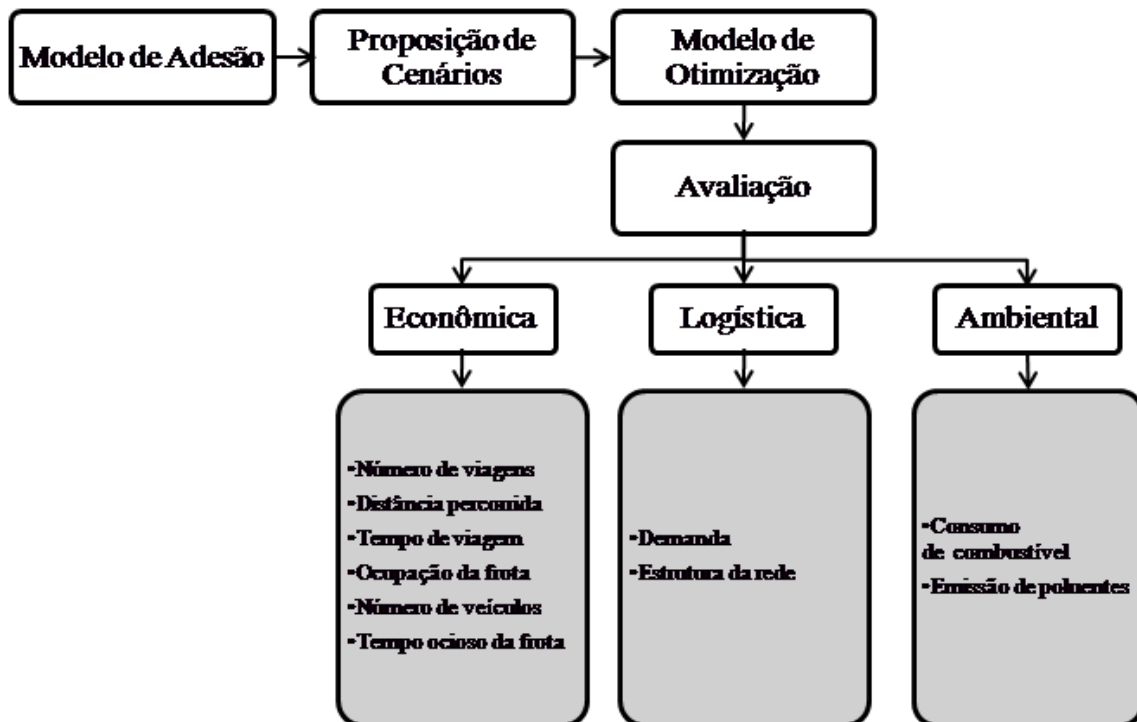 Modelo de Adesão
Proposição de
Cenários
Modelo de
Otimização
Avaliação
Econômica
Logística
Ambiental
•Número de viagens
•Distância percorrida
•Tempo de viagem
•Ocupação da frota
•Número de veículos
•Tempo ocioso da frota
•Demanda
•Estrutura da rede
•Consumo
de combustível
•Emissão de poluentes